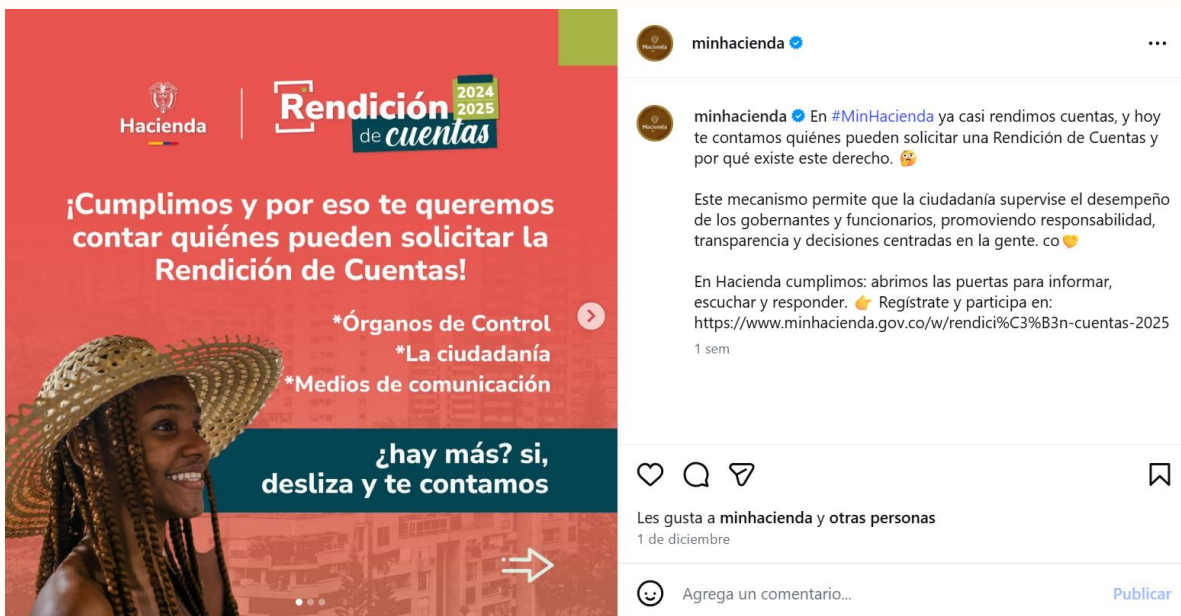 Hacienda
Rendición
2024
2025
de cuentas
¡Cumplimos y por eso te queremos
contar quiénes pueden solicitar la
Rendición de Cuentas!
*Órganos de Control
*La ciudadanía
*Medios de comunicación
¿hay más? si,
desliza y te contamos
Hacienda
minhacienda
Hacienda
minhacienda En #MinHacienda ya casi rendimos cuentas, y hoy
te contamos quiénes pueden solicitar una Rendición de Cuentas y
por qué existe este derecho. 🤔
Este mecanismo permite que la ciudadanía supervise el desempeño
de los gobernantes y funcionarios, promoviendo responsabilidad,
transparencia y decisiones centradas en la gente. co🤝
En Hacienda cumplimos: abrimos las puertas para informar,
escuchar y responder. 👉 Regístrate y participa en:
https://www.minhacienda.gov.co/w/rendici%C3%B3n-cuentas-2025
1 sem
Les gusta a minhacienda y otras personas
1 de diciembre
Agrega un comentario...
Publicar